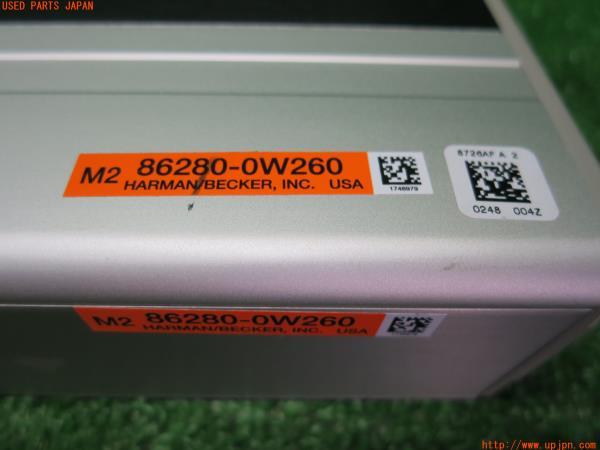 USED PARTS JAPAN
M2 86280-0W260
HARMAN/BECKER, INC. USA
1748979
8726AF A 2
0248 004Z
M2 86280-0W260
HARMAN/BECKER, INC. USA
http://www.upjpn.com/